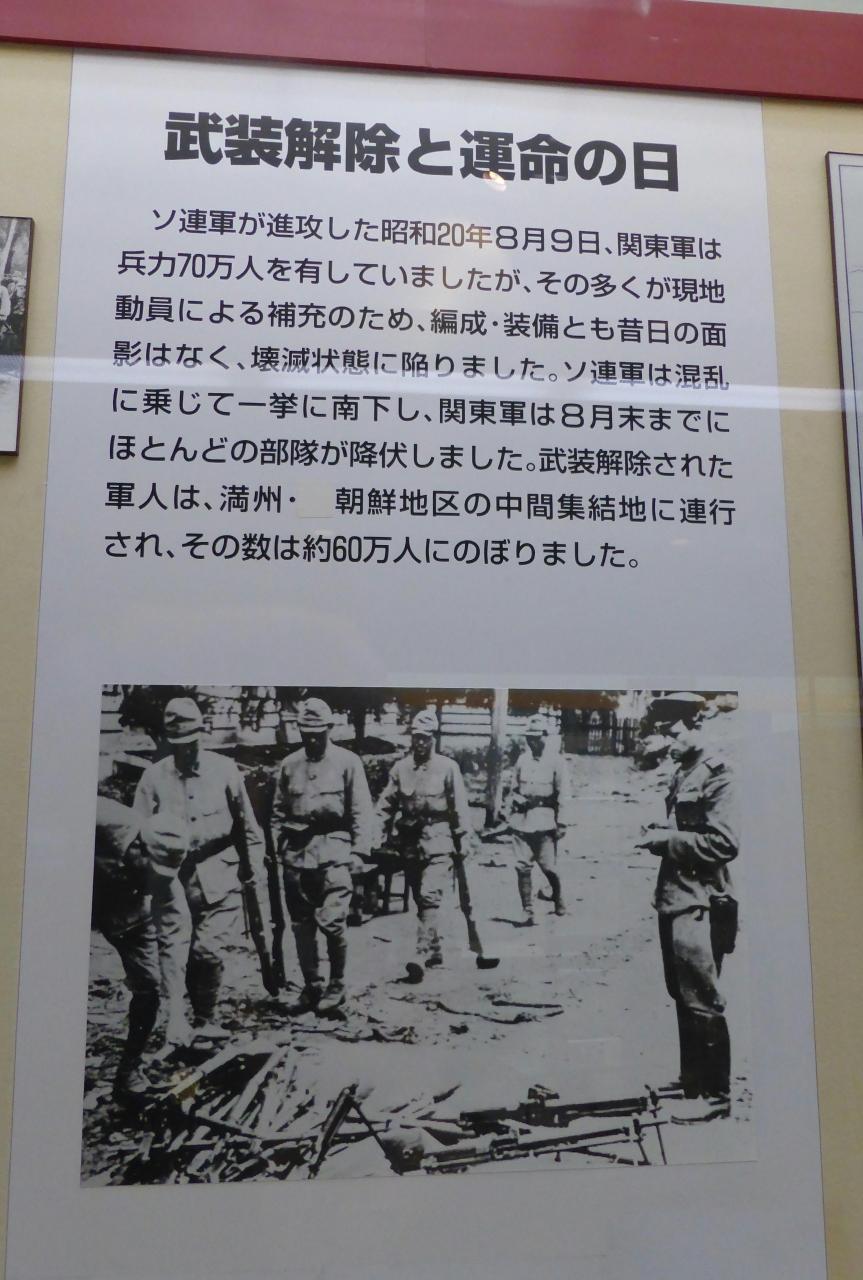 武装解除と運命の日
ソ連軍が進攻した昭和20年8月9日、関東軍は
兵力70万人を有していましたが、その多くが現地
動員による補充のため、編成・装備とも昔日の面
影はなく、壊滅状態に陥りました。ソ連軍は混乱
に乗じて一挙に南下し、関東軍は8月末までに
ほとんどの部隊が降伏しました。武装解除された
軍人は、満州・ 朝鮮地区の中間集結地に連行
され、その数は約60万人にのぼりました。